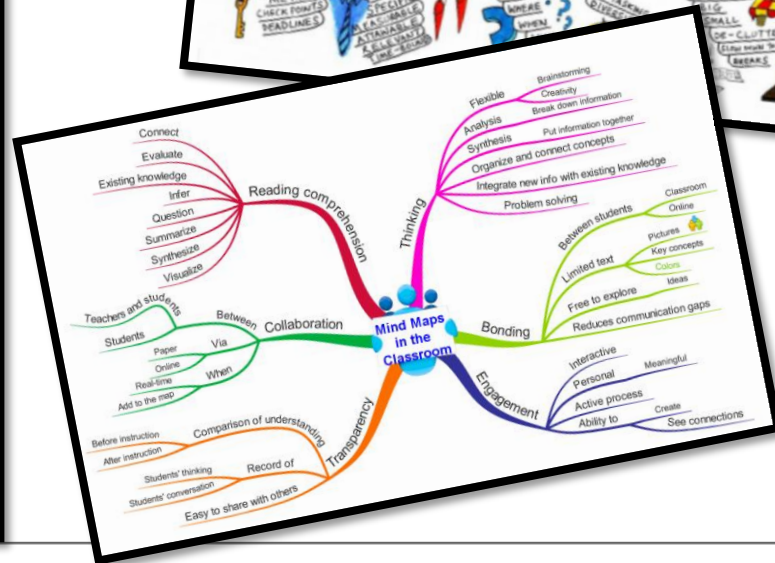 CHECK POINTS
DEADLINES
SPECIFIC
MEASURABLE
ATTAINABLE
RELEVANT
TIME-BOUND
WHERE
WHEN
BIG
SMALL
DE-CLUTTER
BREAKS
Mind Maps
in the
Classroom
Thinking
Flexible
Brainstorming
Creativity
Analysis
Break down information
Synthesis
Put information together
Organize and connect concepts
Integrate new info with existing knowledge
Problem solving
Bonding
Between students
Classroom
Online
Limited text
Pictures
Key concepts
Colors
Free to explore
Ideas
Reduces communication gaps
Engagement
Interactive
Personal
Meaningful
Active process
Ability to
Create
See connections
Reading comprehension
Connect
Evaluate
Existing knowledge
Infer
Question
Summarize
Synthesize
Visualize
Collaboration
Between
Teachers and students
Students
Via
Paper
Online
When
Real-time
Add to the map
Transparency
Comparison of understanding
Before instruction
After instruction
Record of
Students' thinking
Students' conversation
Easy to share with others